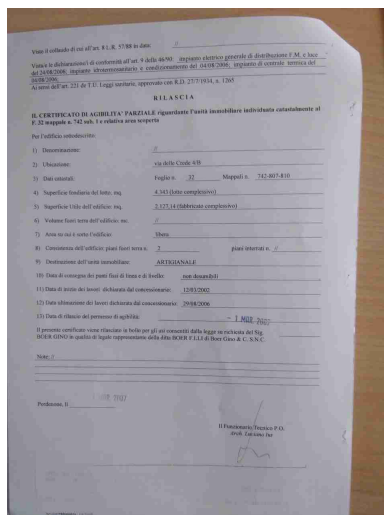 Visto il collaudo di cui all'art. 8 L.R. 57/88 in data: //
Vista/e la dichiarazione/i di conformità all'art. 9 della 46/90: impianto elettrico generale di distribuzione F.M. e luce
del 24/08/2006; impianto idrotermosanitario e condizionamento del 04/08/2006; impianto di centrale termica del
04/08/2006;
Ai sensi dell'art. 221 de T.U. Leggi sanitarie, approvato con R.D. 27/7/1934, n. 1265
RILASCIA
IL CERTIFICATO DI AGIBILITA' PARZIALE riguardante l'unità immobiliare individuata catastalmente al
F. 32 mappale n. 742 sub. 1 e relativa area scoperta
Per l'edificio sottodescritto:
1) Denominazione: //
2) Ubicazione: via delle Crede 4/B
3) Dati catastali: Foglio n. 32 Mappali n. 742-807-810
4) Superficie fondiaria del lotto. mq. 4.343 (lotto complessivo)
5) Superficie Utile dell'edificio: mq. 2.127,14 (fabbricato complessivo)
6) Volume fuori terra dell'edificio: mc. //
7) Area su cui è sorto l'edificio: libera
8) Consistenza dell'edificio: piani fuori terra n. 2 piani interrati n. //
9) Destinazione dell'unità immobiliare: ARTIGIANALE
10) Data di consegna dei piani fissi di linea e di livello: non desumibili
11) Data di inizio dei lavori dichiarata dal concessionario: 12/03/2002
12) Data ultimazione dei lavori dichiarata dal concessionario: 29/08/2006
13) Data di rilascio del permesso di agibilità: - 1 MAR. 2007
Il presente certificato viene rilasciato in bollo per gli usi consentiti dalla legge su richiesta del Sig.
BOER GINO in qualità di legale rappresentante della ditta BOER F.LLI di Boer Gino & C. S.N.C.
Note: //
Pordenone, lì
Il Funzionario Tecnico P.O.
arch. Luciano Ius